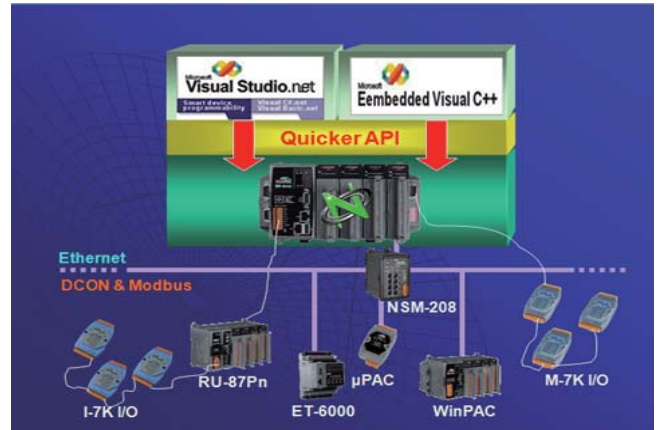 Microsoft
Visual Studio.net
Smart device programmability
Visual C#.net
Visual Basic.net
Microsoft
Eembedded Visual C++
Quicker API
Ethernet
DCON & Modbus
NSM-208
RU-87Pn
µPAC
M-7K I/O
I-7K I/O
ET-6000
WinPAC